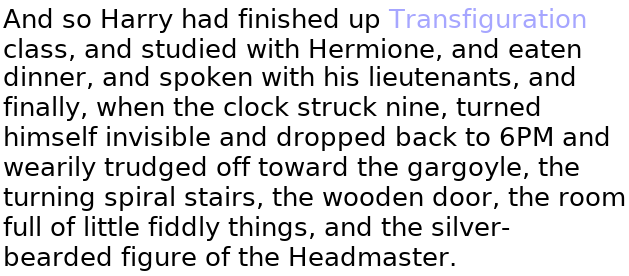 And so Harry had finished up Transfiguration
class, and studied with Hermione, and eaten
dinner, and spoken with his lieutenants, and
finally, when the clock struck nine, turned
himself invisible and dropped back to 6PM and
wearily trudged off toward the gargoyle, the
turning spiral stairs, the wooden door, the room
full of little fiddly things, and the silver-
bearded figure of the Headmaster.